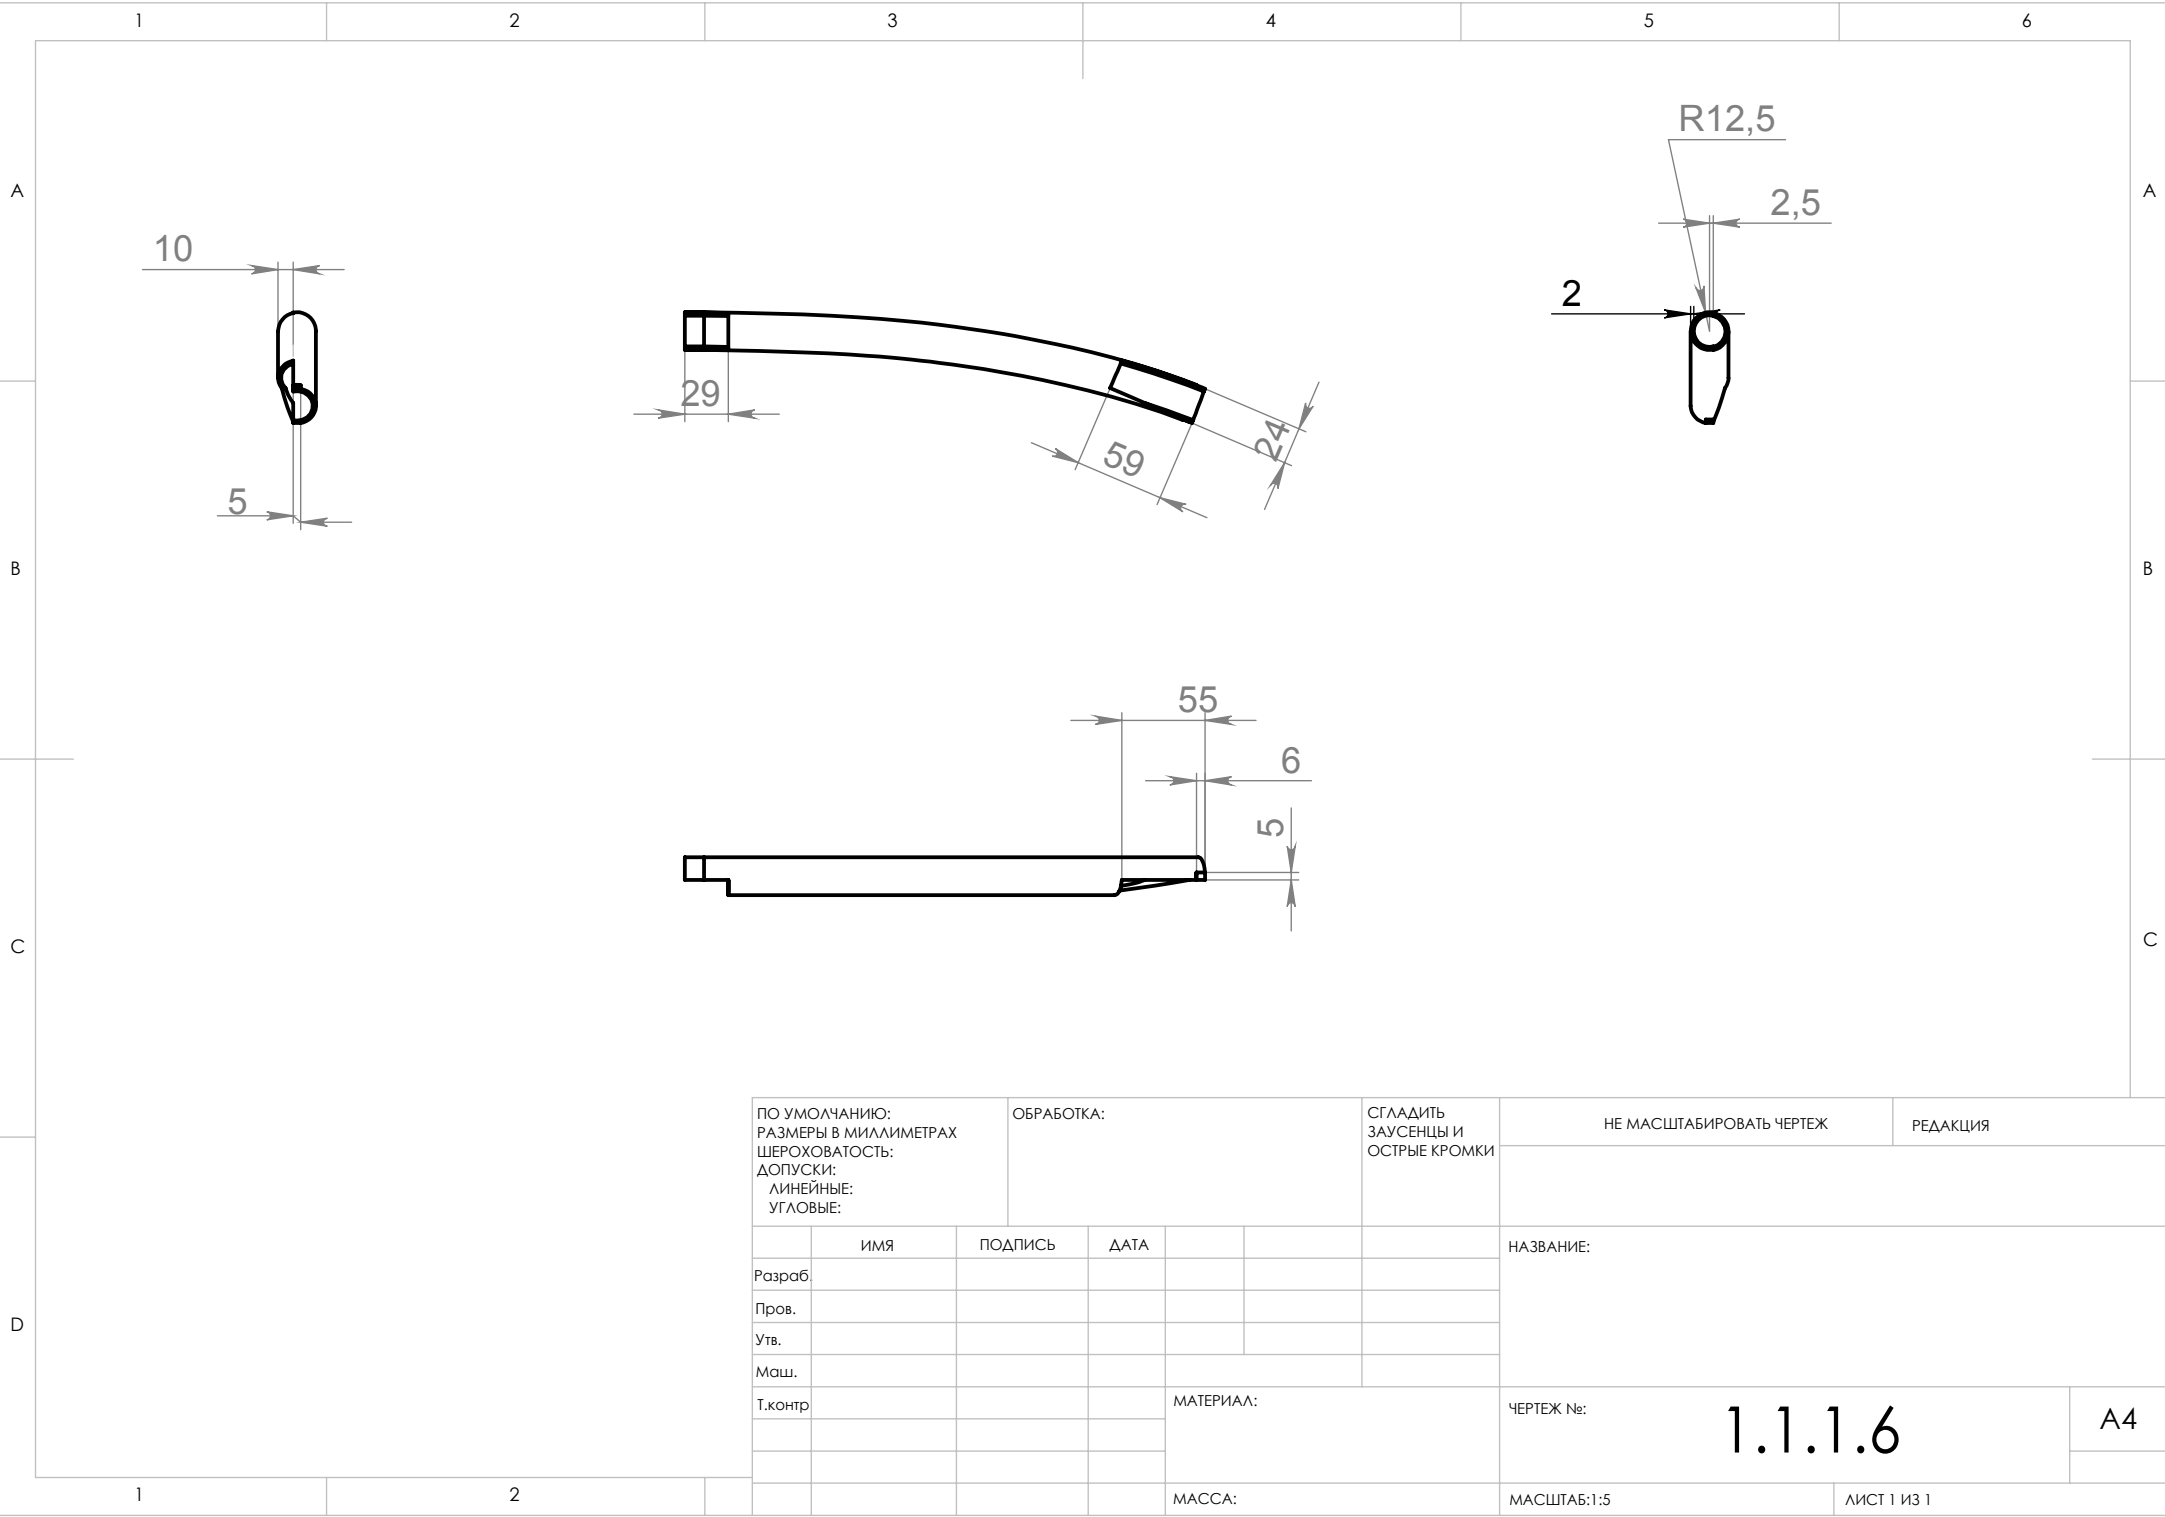 1 2 3 4 5 6
R12,5
A A
2,5
10
2
29
24
59
5
B B
55
6
5
C C
ПО УМОЛЧАНИЮ:
РАЗМЕРЫ В МИЛЛИМЕТРАХ
ШЕРОХОВАТОСТЬ:
ДОПУСКИ:
ЛИНЕЙНЫЕ:
УГЛОВЫЕ:
ОБРАБОТКА:
СГЛАДИТЬ
ЗАУСЕНЦЫ И
ОСТРЫЕ КРОМКИ
НЕ МАСШТАБИРОВАТЬ ЧЕРТЕЖ
РЕДАКЦИЯ
ИМЯ ПОДПИСЬ ДАТА
НАЗВАНИЕ:
Разраб.
Пров.
D
Утв.
Маш.
Т.контр
МАТЕРИАЛ:
ЧЕРТЕЖ №:
1.1.1.6
A4
1 2
МАССА:
МАСШТАБ:1:5
ЛИСТ 1 ИЗ 1